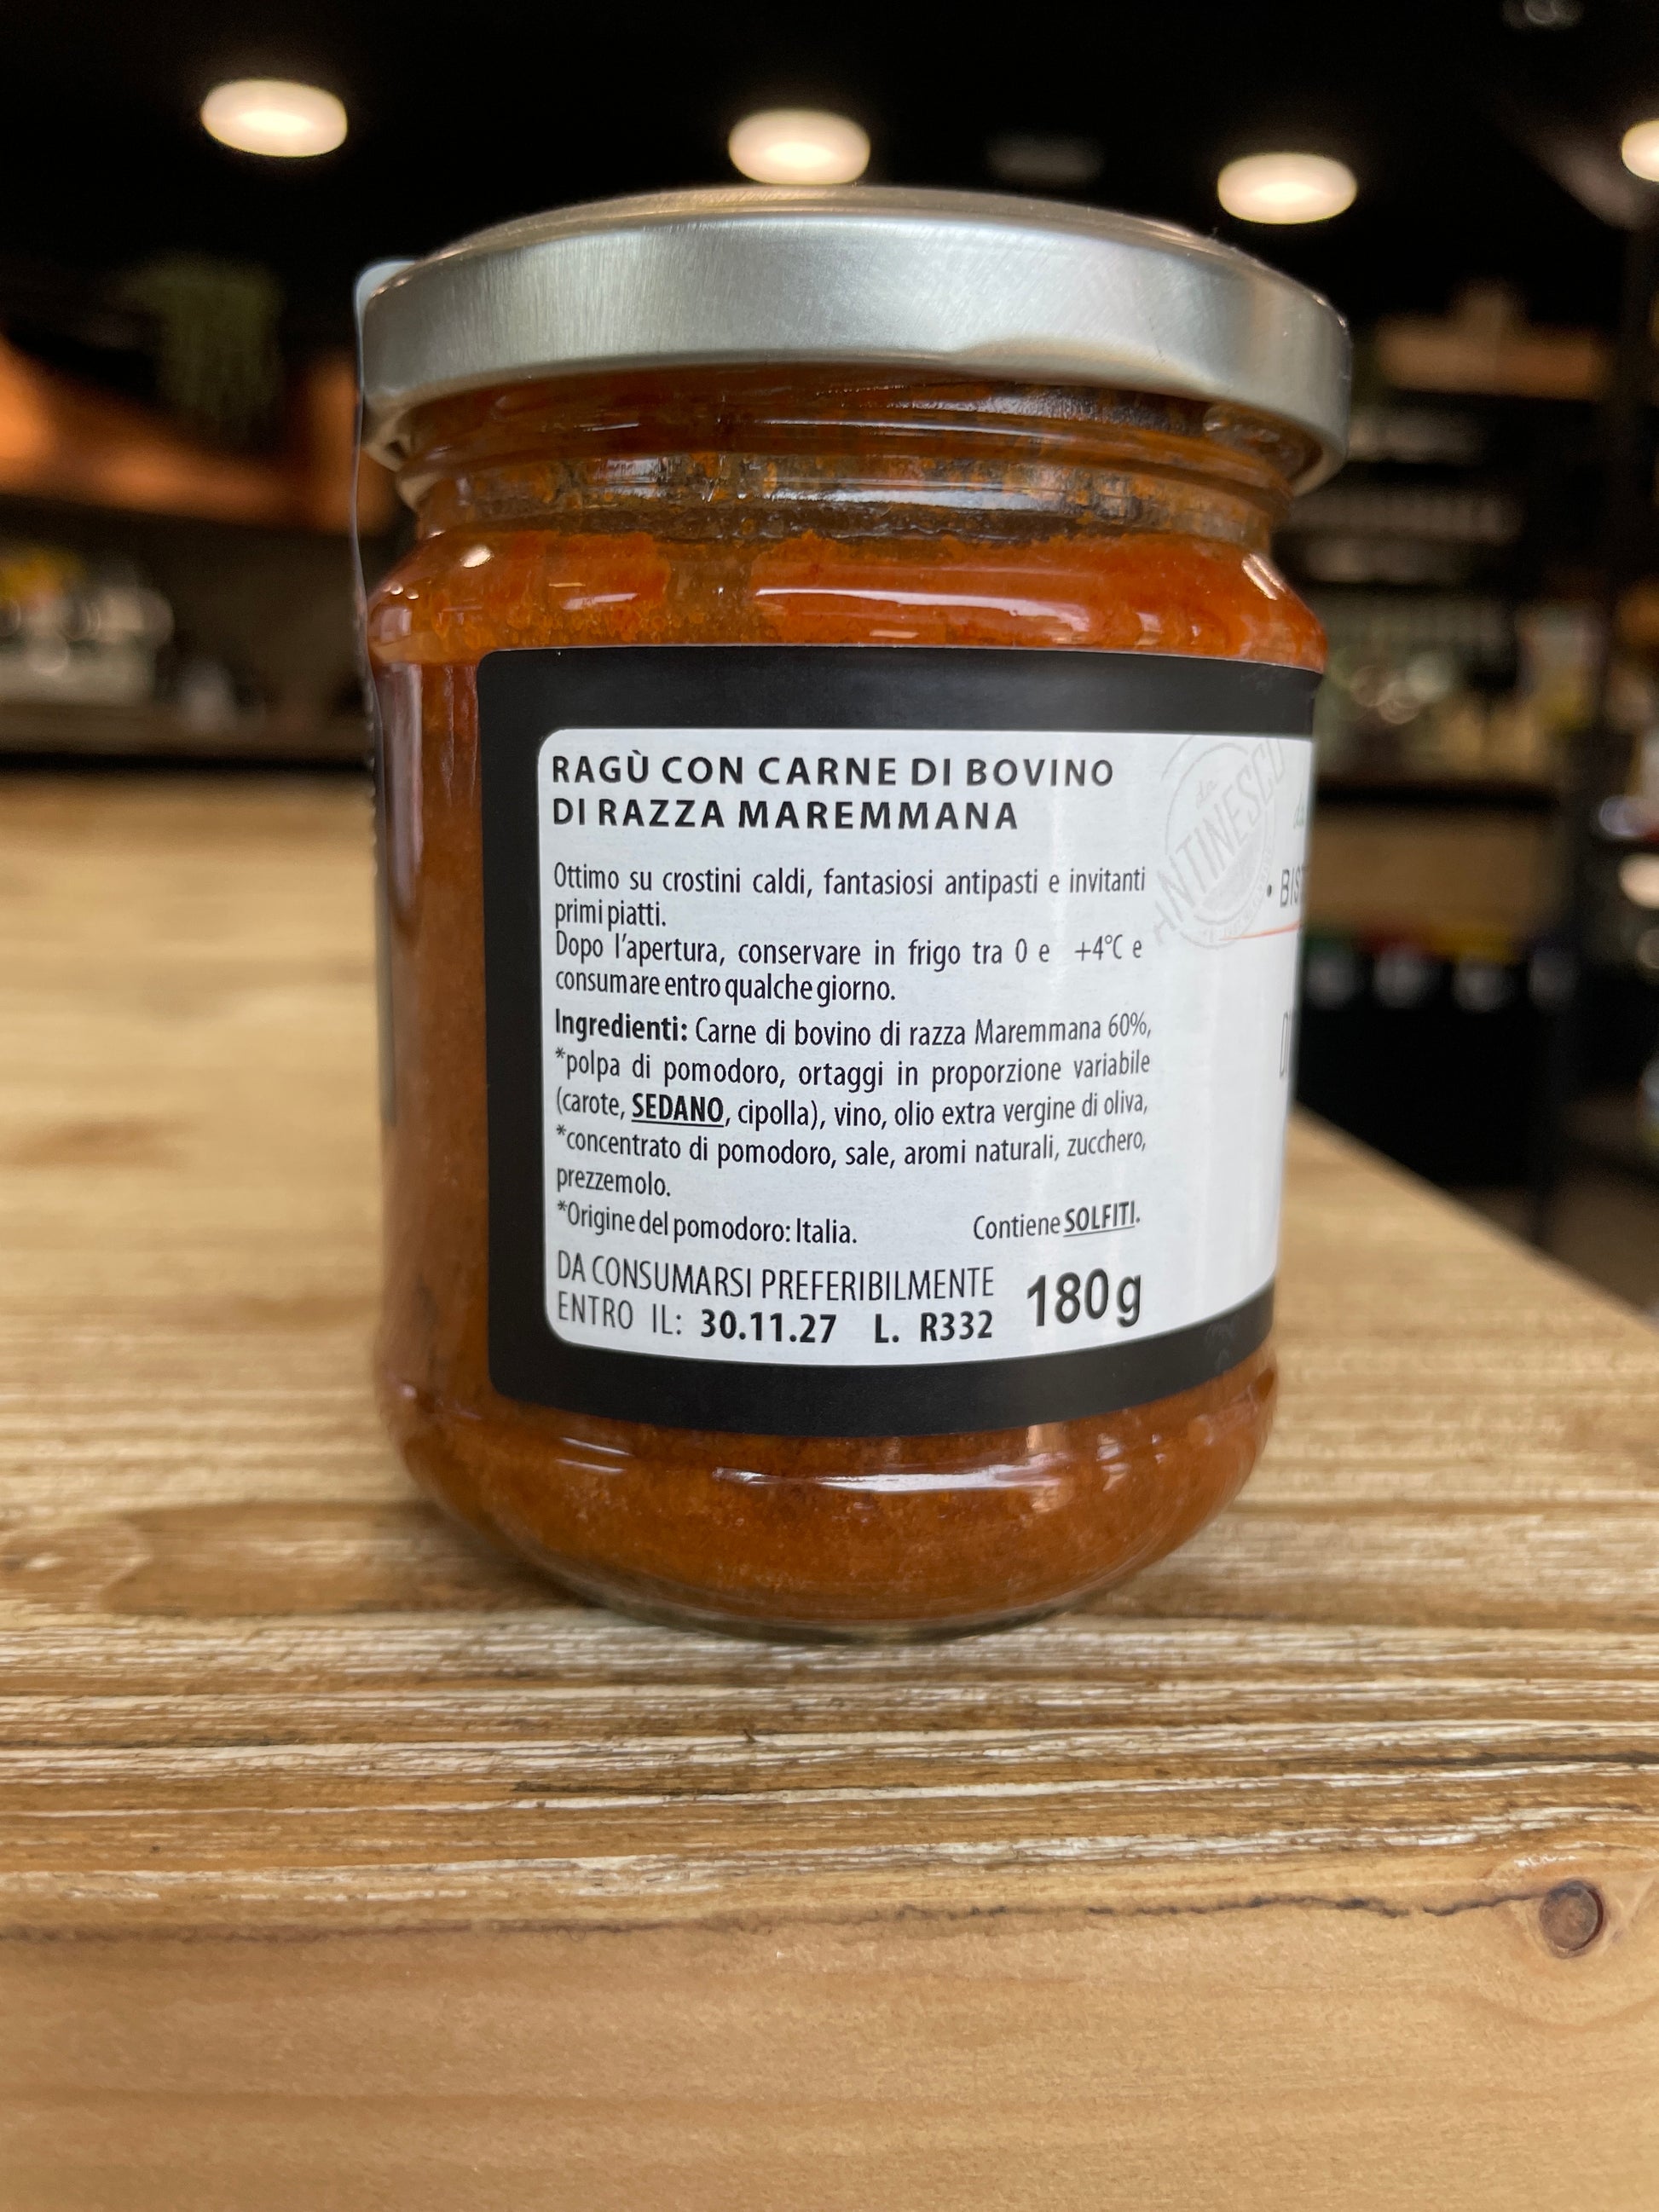 RAGÙ CON CARNE DI BOVINO
DI RAZZA MAREMMANA
Ottimo su crostini caldi, fantasiosi antipasti e invitanti
primi piatti.
Dopo l'apertura, conservare in frigo tra 0 e +4°C e
consumare entro qualche giorno.
Ingredienti: Carne di bovino di razza Maremmana 60%,
*polpa di pomodoro, ortaggi in proporzione variabile
(carote, SEDANO, cipolla), vino, olio extra vergine di oliva,
*concentrato di pomodoro, sale, aromi naturali, zucchero,
prezzemolo.
*Origine del pomodoro: Italia. Contiene SOLFITI.
DA CONSUMARSI PREFERIBILMENTE
ENTRO IL: 30.11.27 L. R332 180g